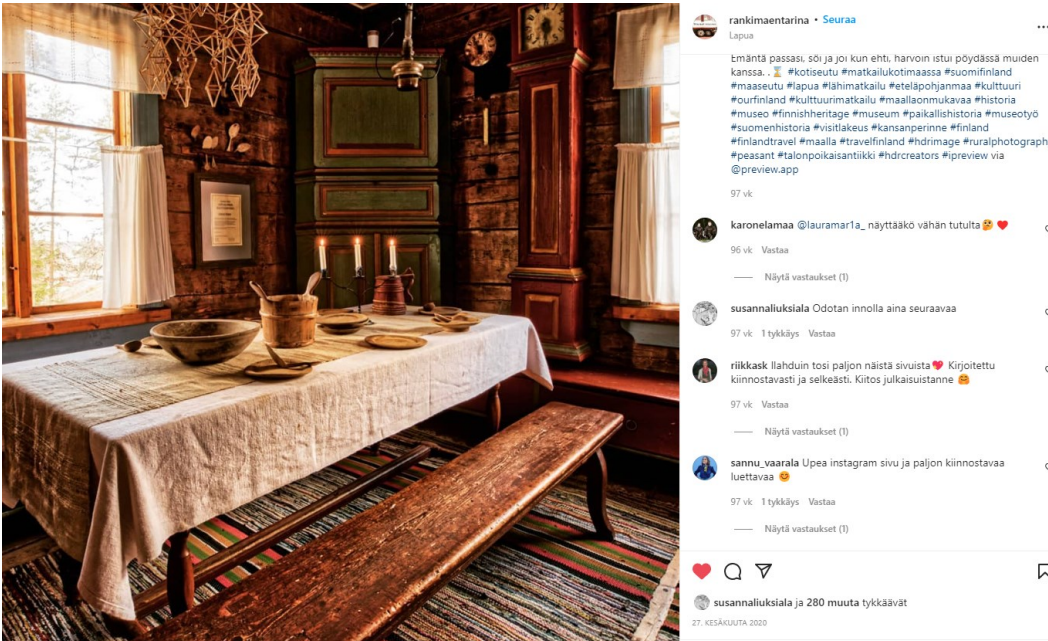 rankimaentarina • Seuraa
Lapua
Emäntä passasi, söi ja joi kun ehti, harvoin istui pöydässä muiden
kanssa. . ⏳ #kotiseutu #matkailukotimaassa #suomifinland
#maaseutu #lapua #lähimatkailu #eteläpohjanmaa #kulttuuri
#ourfinland #kulttuurimatkailu #maallaonmukavaa #historia
#museo #finnishheritage #museum #paikallishistoria #museotyö
#suomenhistoria #visitlakeus #kansanperinne #finland
#finlandtravel #maalla #travelfinland #hdrimage #ruralphotograph
#peasant #talonpoikaisantiikki #hdrcreators #ipreview via
@preview.app
97 vk
karonelamaa @lauramar1a_ näyttääkö vähän tutulta🤔 ❤️
96 vk Vastaa
Näytä vastaukset (1)
susannaliuksiala Odotan innolla aina seuraavaa
97 vk 1 tykkäys Vastaa
riikkask Ilahduin tosi paljon näistä sivuista💖 Kirjoitettu
kiinnostavasti ja selkeästi. Kiitos julkaisuistanne 🤗
97 vk Vastaa
Näytä vastaukset (1)
sannu_vaarala Upea instagram sivu ja paljon kiinnostavaa
luettavaa 😊
97 vk 1 tykkäys Vastaa
Näytä vastaukset (1)
susannaliuksiala ja 280 muuta tykkäävät
27. KESÄKUUTA 2020